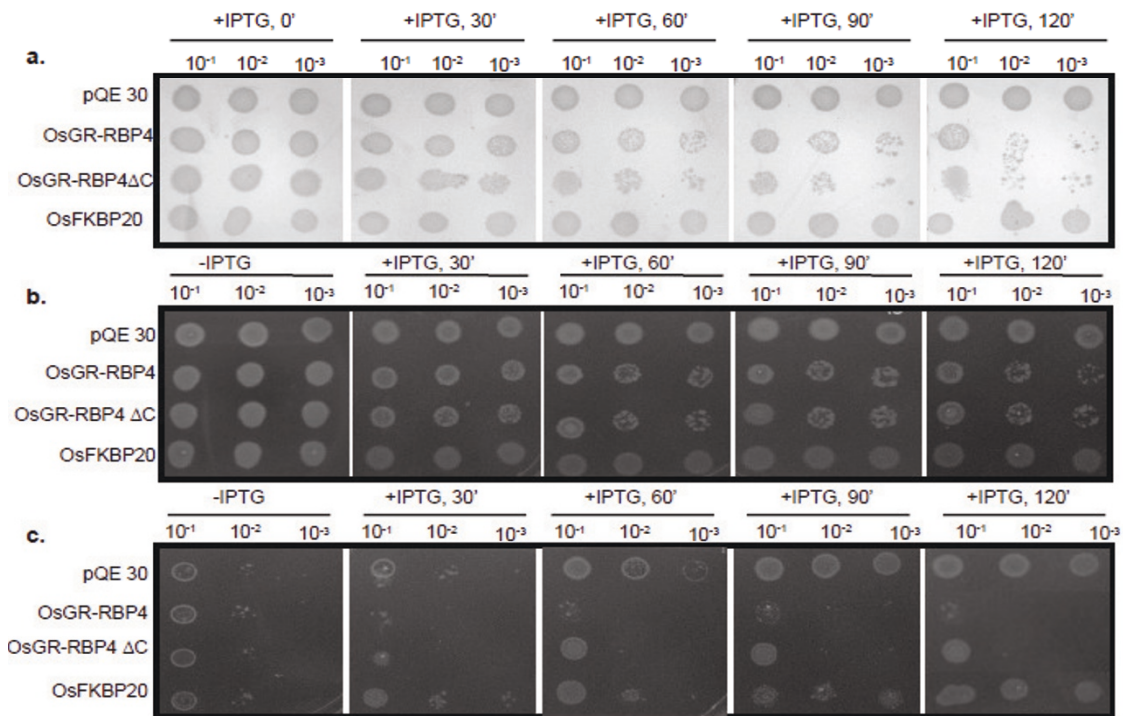 +IPTG, 0' +IPTG, 30' +IPTG, 60' +IPTG, 90' +IPTG, 120'
a.
10⁻¹ 10⁻² 10⁻³ 10⁻¹ 10⁻² 10⁻³ 10⁻¹ 10⁻² 10⁻³ 10⁻¹ 10⁻² 10⁻³ 10⁻¹ 10⁻² 10⁻³
pQE 30
OsGR-RBP4
OsGR-RBP4ΔC
OsFKBP20
-IPTG +IPTG, 30' +IPTG, 60' +IPTG, 90' +IPTG, 120'
b.
10⁻¹ 10⁻² 10⁻³ 10⁻¹ 10⁻² 10⁻³ 10⁻¹ 10⁻² 10⁻³ 10⁻¹ 10⁻² 10⁻³ 10⁻¹ 10⁻² 10⁻³
pQE 30
OsGR-RBP4
OsGR-RBP4 ΔC
OsFKBP20
-IPTG +IPTG, 30' +IPTG, 60' +IPTG, 90' +IPTG, 120'
c.
10⁻¹ 10⁻² 10⁻³ 10⁻¹ 10⁻² 10⁻³ 10⁻¹ 10⁻² 10⁻³ 10⁻¹ 10⁻² 10⁻³ 10⁻¹ 10⁻² 10⁻³
pQE 30
OsGR-RBP4
OsGR-RBP4 ΔC
OsFKBP20